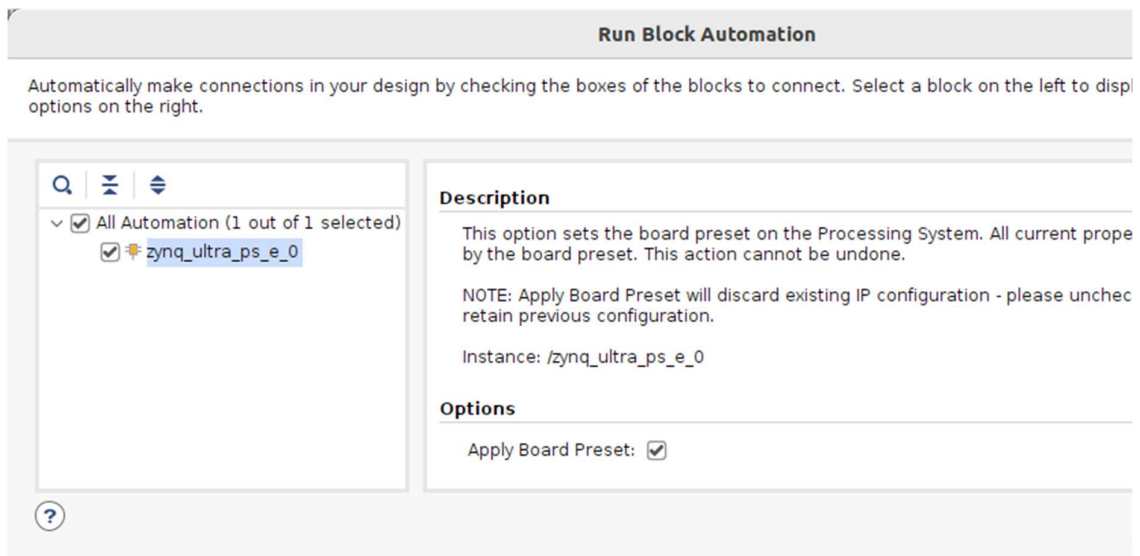 Run Block Automation
Automatically make connections in your design by checking the boxes of the blocks to connect. Select a block on the left to displ
options on the right.
All Automation (1 out of 1 selected)
zynq_ultra_ps_e_0
Description
This option sets the board preset on the Processing System. All current prope
by the board preset. This action cannot be undone.
NOTE: Apply Board Preset will discard existing IP configuration - please unchec
retain previous configuration.
Instance: /zynq_ultra_ps_e_0
Options
Apply Board Preset:
?